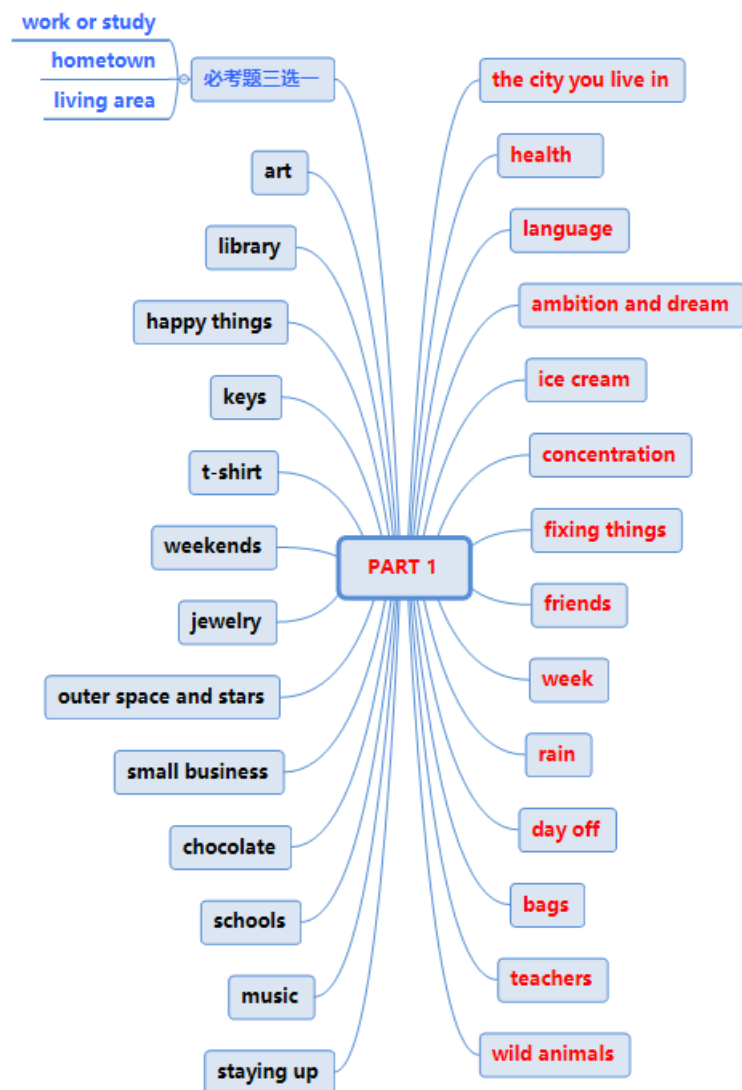 work or study
hometown
living area
必考题三选一
art
library
happy things
keys
t-shirt
weekends
jewelry
outer space and stars
small business
chocolate
schools
music
staying up
PART 1
the city you live in
health
language
ambition and dream
ice cream
concentration
fixing things
friends
week
rain
day off
bags
teachers
wild animals